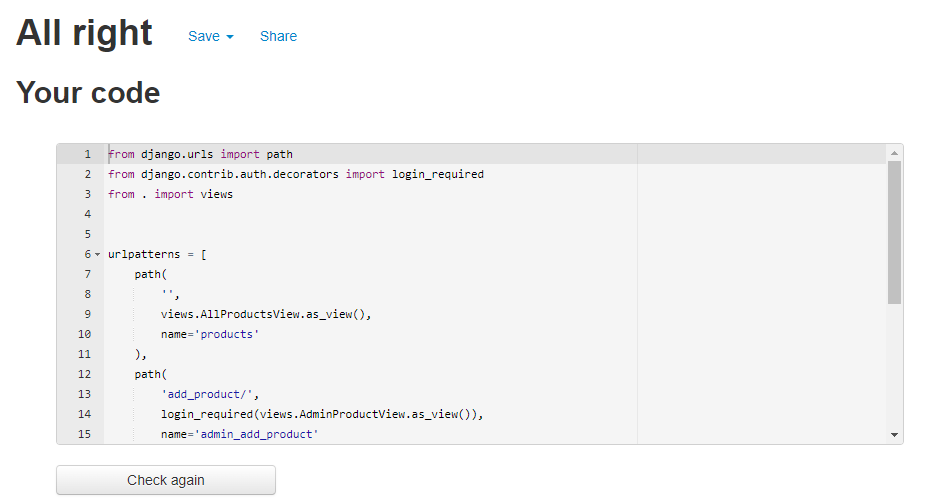 All right Save Share
Your code
1 from django.urls import path
2 from django.contrib.auth.decorators import login_required
3 from . import views
4
5
6 urlpatterns = [
7 path(
8 '',
9 views.AllProductsView.as_view(),
10 name='products'
11 ),
12 path(
13 'add_product/',
14 login_required(views.AdminProductView.as_view()),
15 name='admin_add_product'
Check again